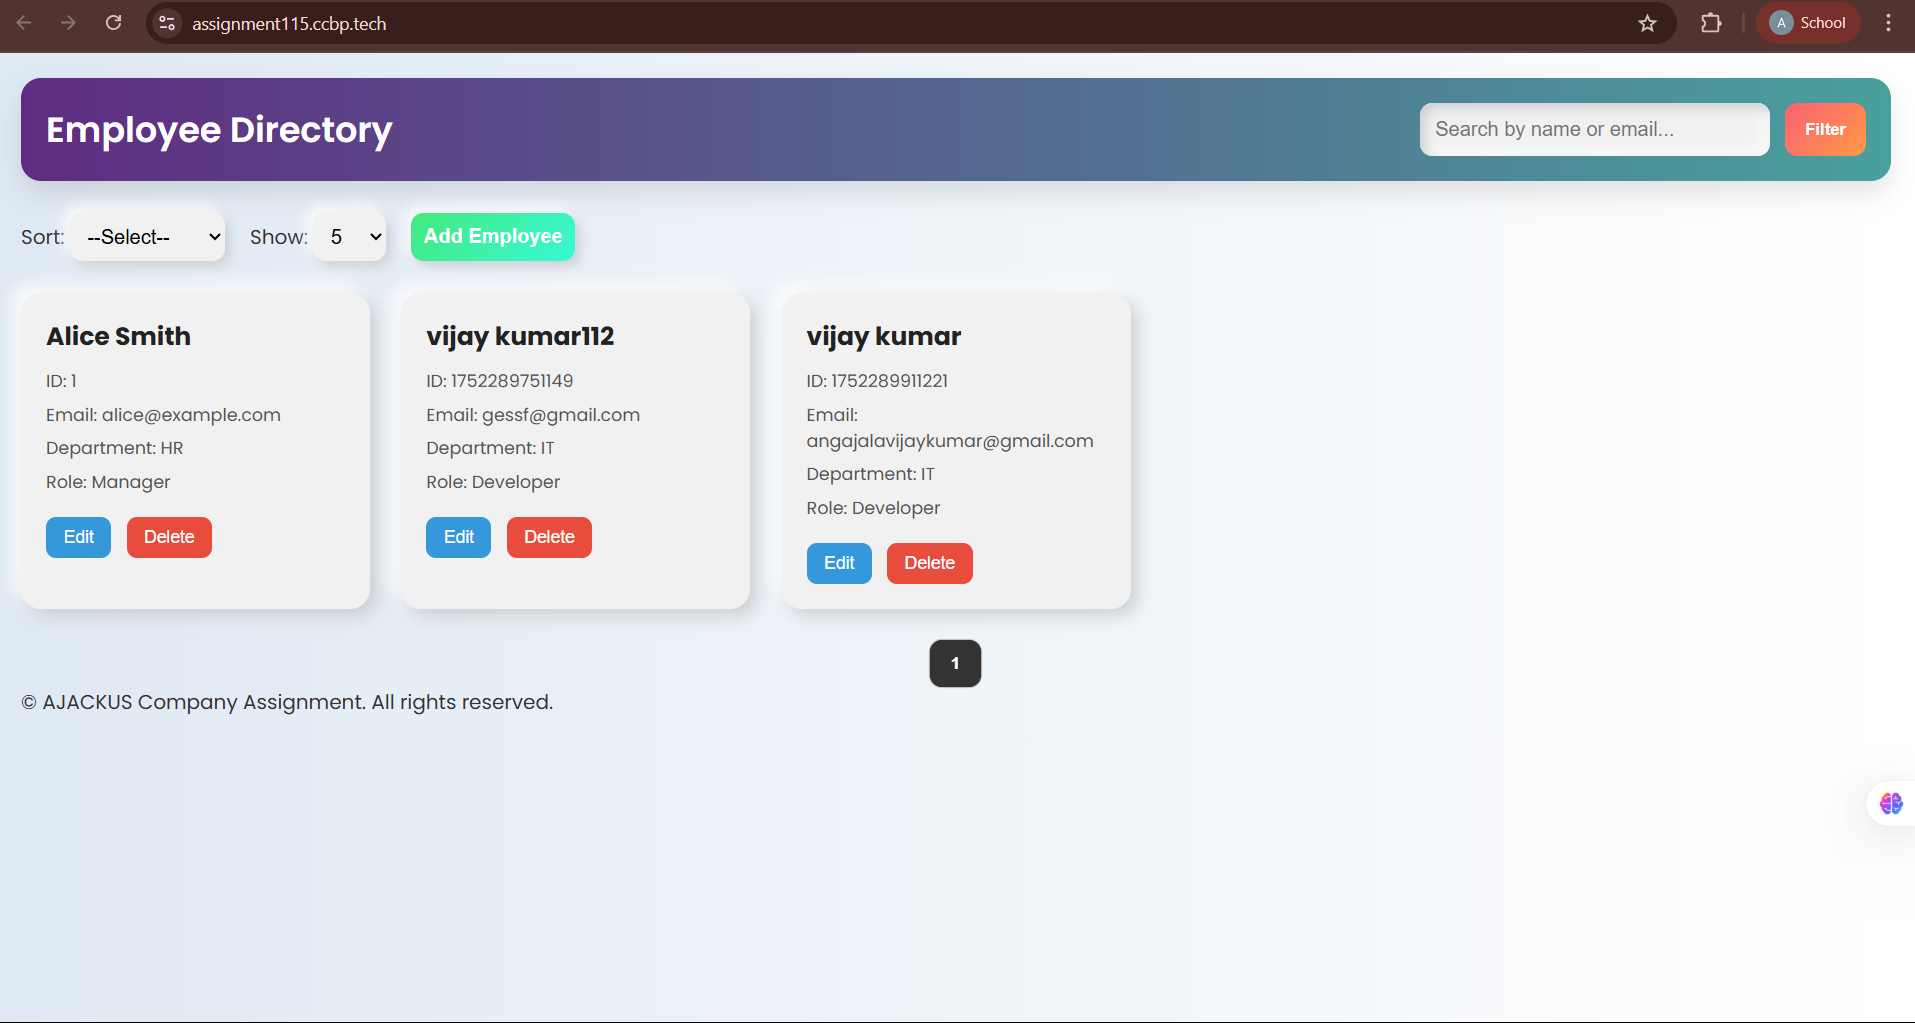 assignment115.ccbp.tech
A
School
Employee Directory
Search by name or email...
Filter
Sort:
--Select--
Show:
5
Add Employee
Alice Smith
ID: 1
Email: alice@example.com
Department: HR
Role: Manager
Edit
Delete
vijay kumar112
ID: 1752289751149
Email: gessf@gmail.com
Department: IT
Role: Developer
Edit
Delete
vijay kumar
ID: 1752289911221
Email:
angajalavijaykumar@gmail.com
Department: IT
Role: Developer
Edit
Delete
1
© AJACKUS Company Assignment. All rights reserved.